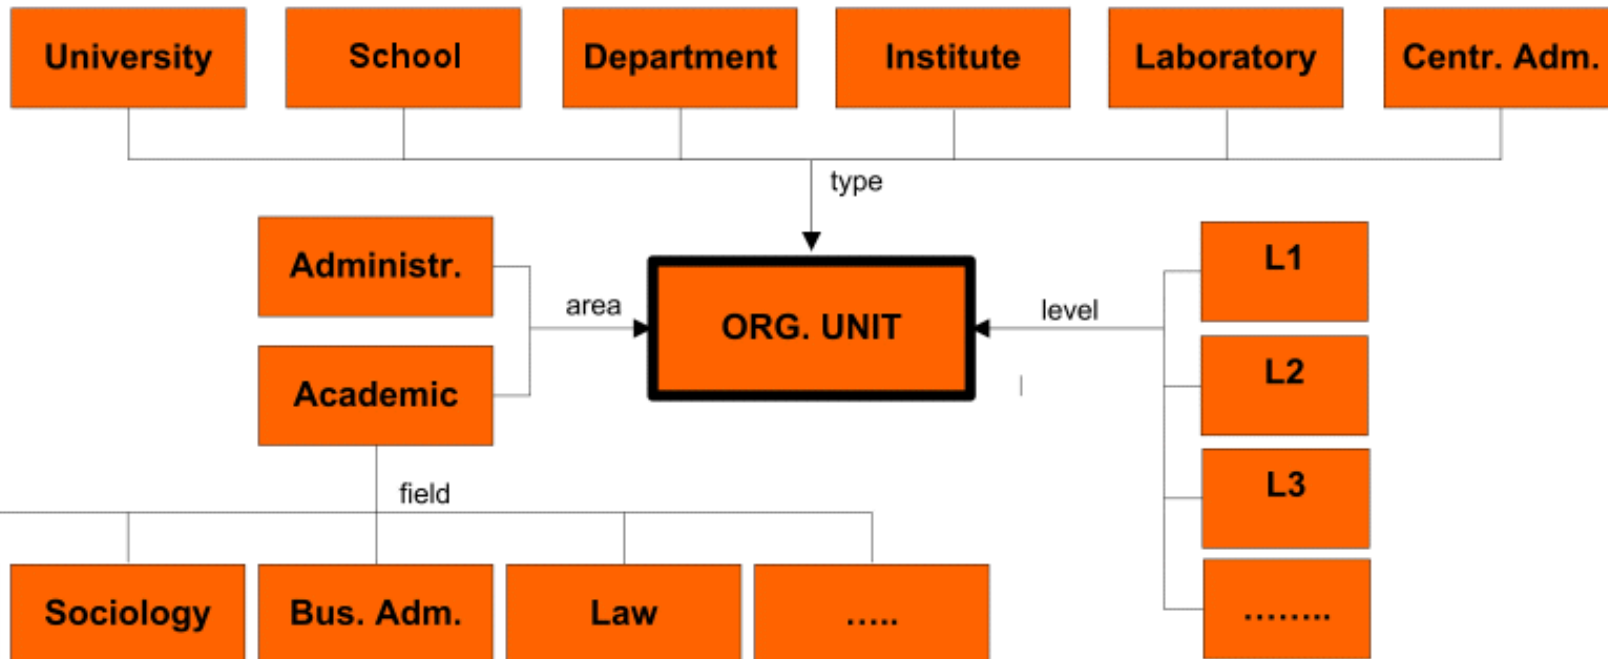 University
School
Department
Institute
Laboratory
Centr. Adm.
type
Administr.
area
ORG. UNIT
level
L1
L2
Academic
L3
field
Sociology
Bus. Adm.
Law
.....
........